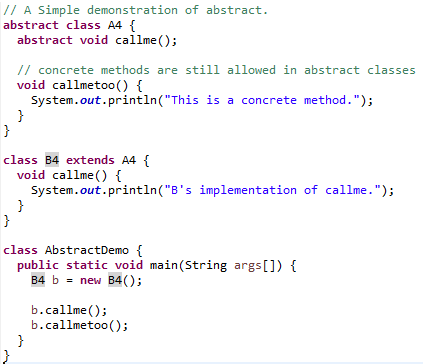 // A Simple demonstration of abstract.
abstract class A4 {
  abstract void callme();

  // concrete methods are still allowed in abstract classes
  void callmetoo() {
    System.out.println("This is a concrete method.");
  }
}

class B4 extends A4 {
  void callme() {
    System.out.println("B's implementation of callme.");
  }
}

class AbstractDemo {
  public static void main(String args[]) {
    B4 b = new B4();

    b.callme();
    b.callmetoo();
  }
}